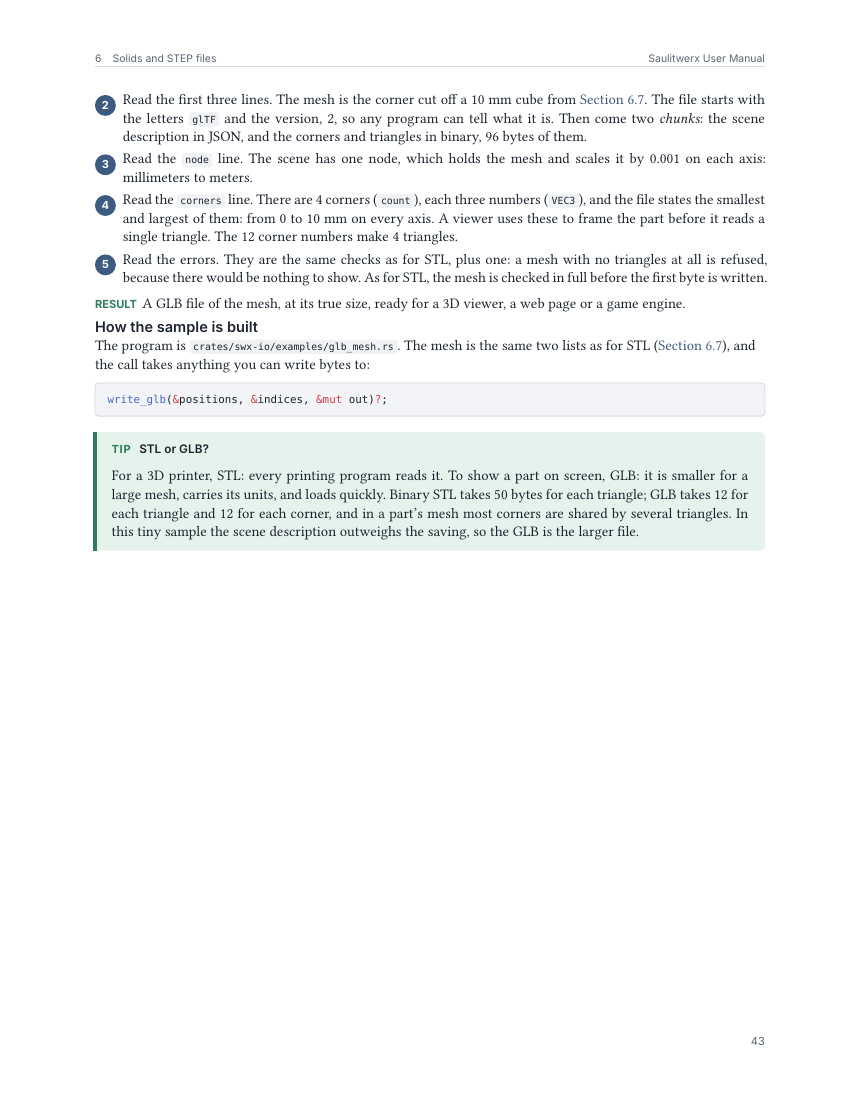 6 Solids and STEP files
Saulitwerx User Manual
2 Read the first three lines. The mesh is the corner cut off a 10 mm cube from Section 6.7. The file starts with
the letters glTF and the version, 2, so any program can tell what it is. Then come two chunks: the scene
description in JSON, and the corners and triangles in binary, 96 bytes of them.
3 Read the node line. The scene has one node, which holds the mesh and scales it by 0.001 on each axis:
millimeters to meters.
4 Read the corners line. There are 4 corners ( count ), each three numbers ( VEC3 ), and the file states the smallest
and largest of them: from 0 to 10 mm on every axis. A viewer uses these to frame the part before it reads a
single triangle. The 12 corner numbers make 4 triangles.
5 Read the errors. They are the same checks as for STL, plus one: a mesh with no triangles at all is refused,
because there would be nothing to show. As for STL, the mesh is checked in full before the first byte is written.
RESULT A GLB file of the mesh, at its true size, ready for a 3D viewer, a web page or a game engine.
How the sample is built
The program is crates/swx-io/examples/glb_mesh.rs . The mesh is the same two lists as for STL (Section 6.7), and
the call takes anything you can write bytes to:
write_glb(&positions, &indices, &mut out)?;
TIP STL or GLB?
For a 3D printer, STL: every printing program reads it. To show a part on screen, GLB: it is smaller for a
large mesh, carries its units, and loads quickly. Binary STL takes 50 bytes for each triangle; GLB takes 12 for
each triangle and 12 for each corner, and in a part's mesh most corners are shared by several triangles. In
this tiny sample the scene description outweighs the saving, so the GLB is the larger file.
43